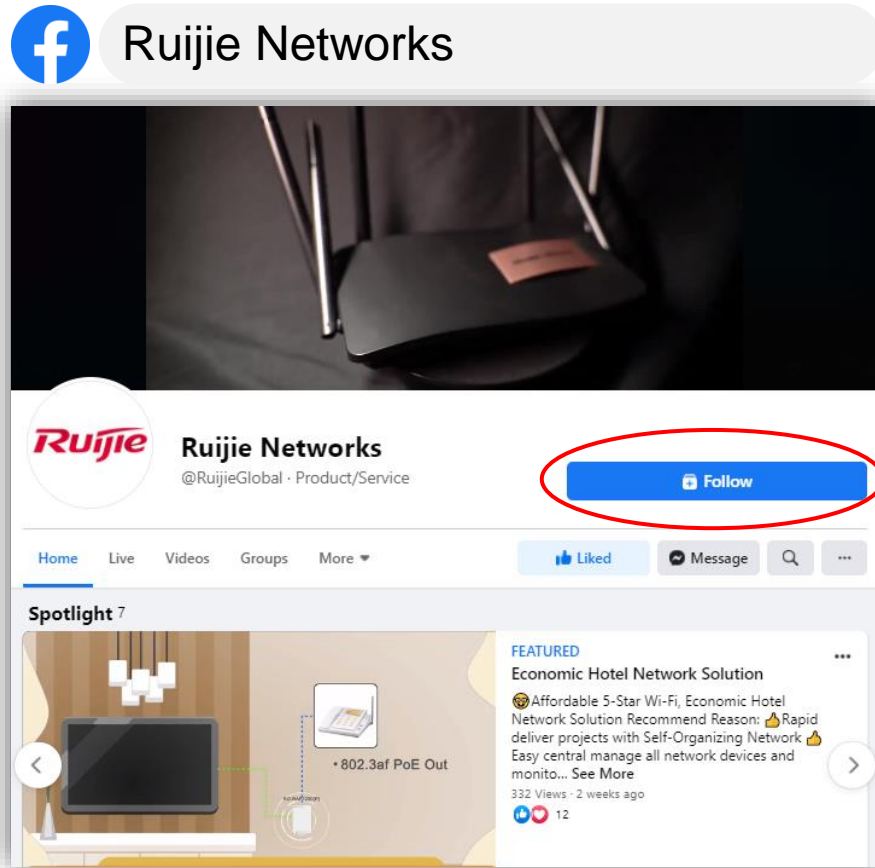 Ruijie Networks
Ruijie
Ruijie Networks
@RuijieGlobal · Product/Service
Follow
Home Live Videos Groups More
Liked Message
Spotlight 7
• 802.3af PoE Out
FEATURED
Economic Hotel Network Solution
🤓Affordable 5-Star Wi-Fi, Economic Hotel
Network Solution Recommend Reason: 👍Rapid
deliver projects with Self-Organizing Network 👍
Easy central manage all network devices and
monito... See More
332 Views · 2 weeks ago
12